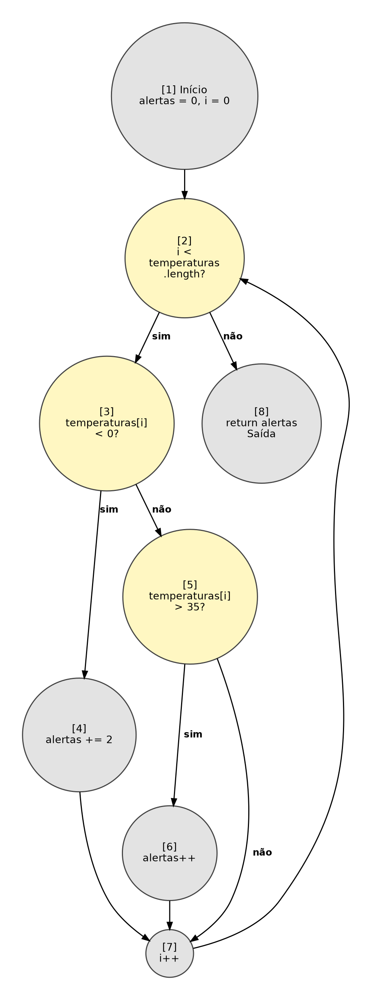 [1] Início
alertas = 0, i = 0
[2]
i <
temperaturas
.length?
sim
não
[3]
temperaturas[i]
< 0?
[8]
return alertas
Saída
sim
não
[5]
temperaturas[i]
> 35?
[4]
alertas += 2
sim
[6]
alertas++
não
[7]
i++